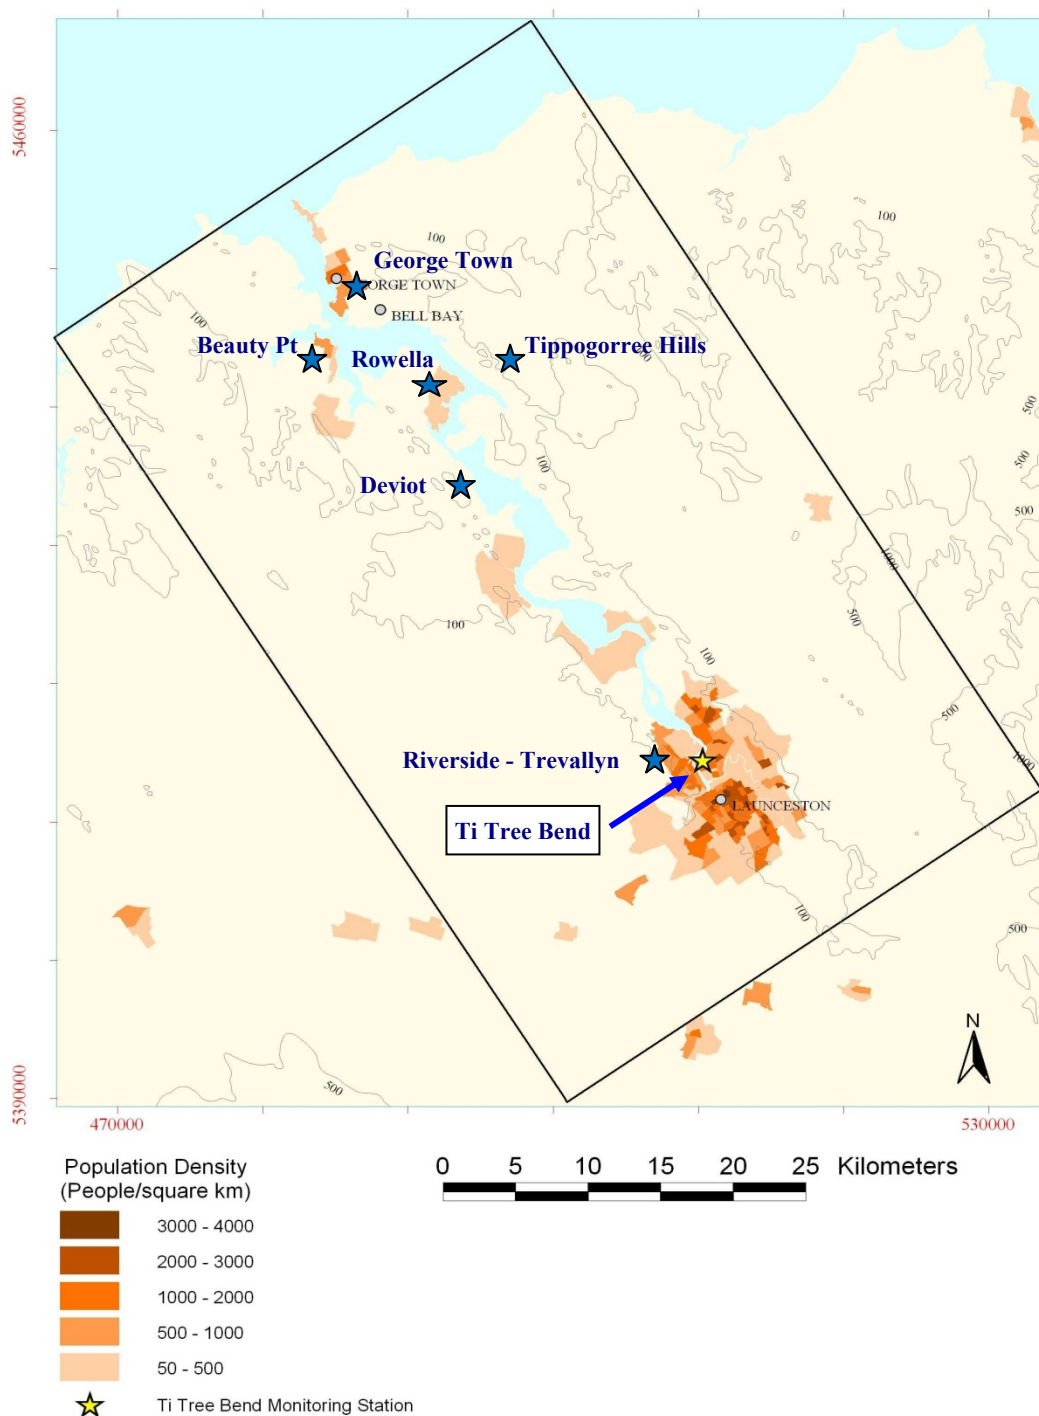 5460000
100
100
George Town
ORGE TOWN
BELL BAY
100
Beauty Pt
Rowella
Tippogorree Hills
500
500
100
Deviot
500
1000
500
100
100
500
1000
Riverside - Trevallyn
LAUNCESTON
Ti Tree Bend
100
500
N
500
5390000
470000
530000
Population Density
(People/square km)
0 5 10 15 20 25 Kilometers
3000 - 4000
2000 - 3000
1000 - 2000
500 - 1000
50 - 500
Ti Tree Bend Monitoring Station